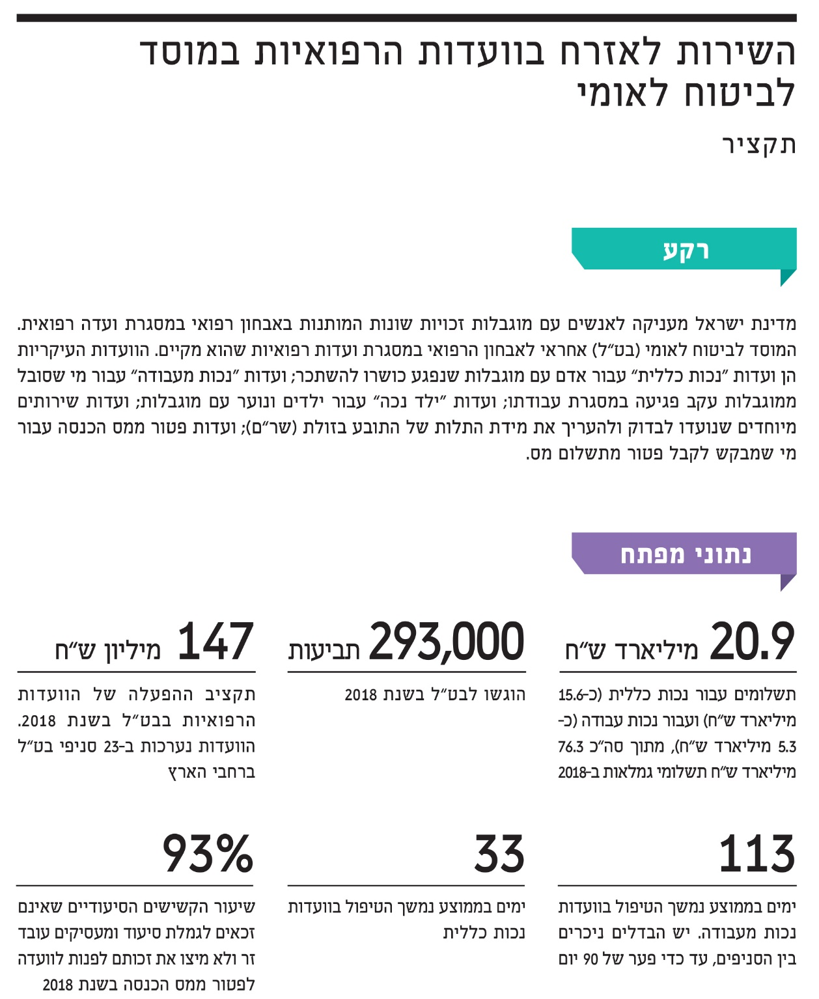 השירות לאזרח בוועדות הרפואיות במוסד
לביטוח לאומי
תקציר
רקע
מדינת ישראל מעניקה לאנשים עם מוגבלות זכויות שונות המותנות באבחון רפואי במסגרת ועדה רפואית.
המוסד לביטוח לאומי (בט״ל) אחראי לאבחון הרפואי במסגרת ועדות רפואיות שהוא מקיים. הוועדות העיקריות
הן ועדות ״נכות כללית״ עבור אדם עם מוגבלות שנפגע כושרו להשתכר; ועדות ״נכות מעבודה״ עבור מי שסובל
ממוגבלות עקב פגיעה במסגרת עבודתו; ועדות ״ילד נכה״ עבור ילדים ונוער עם מוגבלות; ועדות שירותים
מיוחדים שנועדו לבדוק ולהעריך את מידת התלות של התובע בזולת (שר״ם); ועדות פטור ממס הכנסה עבור
מי שמבקש לקבל פטור מתשלום מס.
נתוני מפתח
20.9 מיליארד ש״ח
תשלומים עבור נכות כללית (כ-15.6
מיליארד ש״ח) ועבור נכות עבודה (כ-
5.3 מיליארד ש״ח), מתוך סה״כ 76.3
מיליארד ש״ח תשלומי גמלאות ב-2018
293,000 תביעות
הוגשו לבט״ל בשנת 2018
147 מיליון ש״ח
תקציב ההפעלה של הוועדות
הרפואיות בבט״ל בשנת 2018.
הוועדות נערכות ב-23 סניפי בט״ל
ברחבי הארץ
113
ימים בממוצע נמשך הטיפול בוועדות
נכות מעבודה. יש הבדלים ניכרים
בין הסניפים, עד כדי פער של 90 יום
33
ימים בממוצע נמשך הטיפול בוועדות
נכות כללית
93%
שיעור הקשישים הסיעודיים שאינם
זכאים לגמלת סיעוד ומעסיקים עובד
זר ולא מיצו את זכותם לפנות לוועדה
לפטור ממס הכנסה בשנת 2018